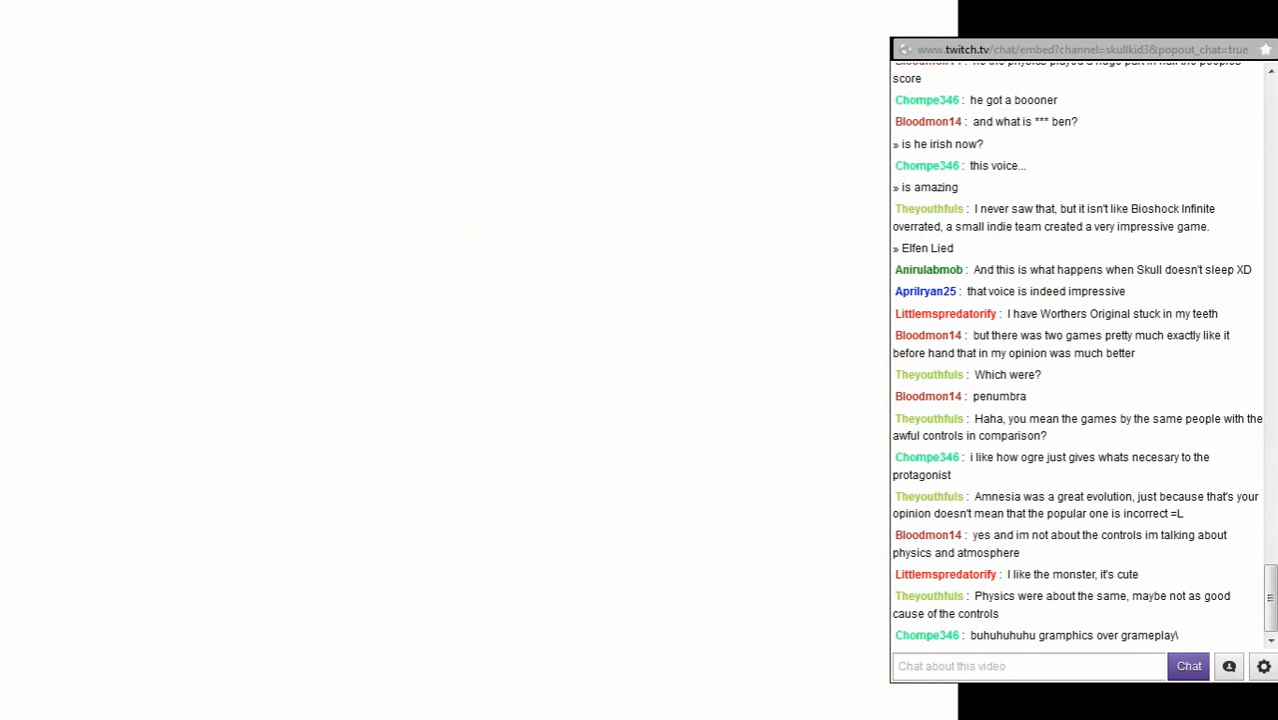 www.twitch.tv/chat/embed?channel=skullkid3&popout_chat=true
score
Chompe346 : he got a boooner
Bloodmon14 : and what is *** ben?
» is he irish now?
Chompe346 : this voice...
» is amazing
Theyouthfuls : I never saw that, but it isn't like Bioshock Infinite
overrated, a small indie team created a very impressive game.
» Elfen Lied
Anirulabmob : And this is what happens when Skull doesn't sleep XD
Aprilryan25 : that voice is indeed impressive
Littlemspredatorify : I have Worthers Original stuck in my teeth
Bloodmon14 : but there was two games pretty much exactly like it
before hand that in my opinion was much better
Theyouthfuls : Which were?
Bloodmon14 : penumbra
Theyouthfuls : Haha, you mean the games by the same people with the
awful controls in comparison?
Chompe346 : i like how ogre just gives whats necesary to the
protagonist
Theyouthfuls : Amnesia was a great evolution, just because that's your
opinion doesn't mean that the popular one is incorrect =L
Bloodmon14 : yes and im not about the controls im talking about
physics and atmosphere
Littlemspredatorify : I like the monster, it's cute
Theyouthfuls : Physics were about the same, maybe not as good
cause of the controls
Chompe346 : buhuhuhuhu gramphics over grameplay\
Chat about this video
Chat